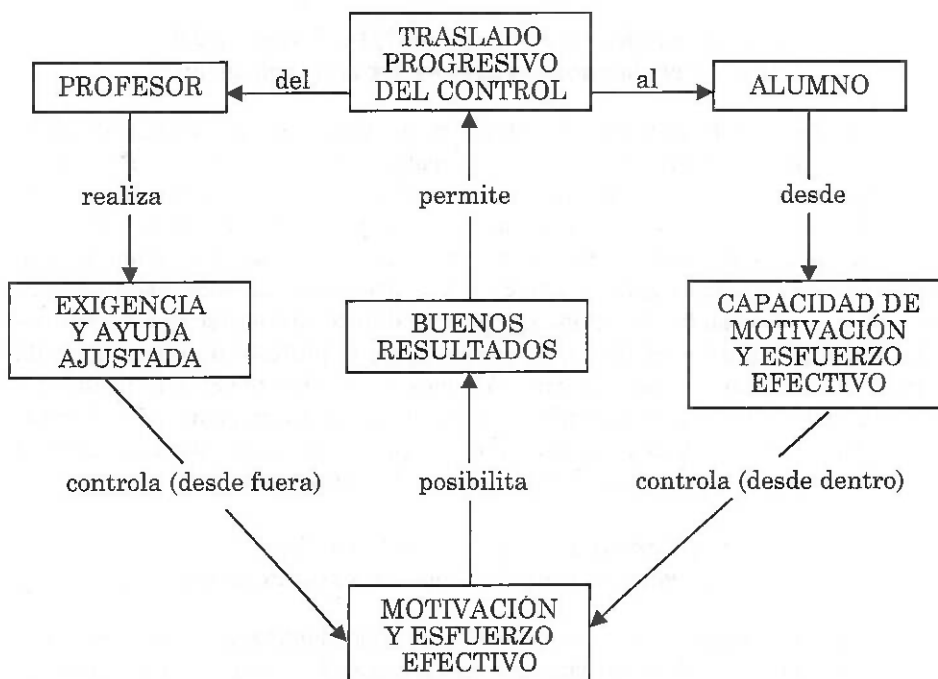 TRASLADO
PROGRESIVO
DEL CONTROL
PROFESOR
del
al
ALUMNO
realiza
permite
desde
EXIGENCIA
Y AYUDA
AJUSTADA
BUENOS
RESULTADOS
CAPACIDAD DE
MOTIVACIÓN
Y ESFUERZO
EFECTIVO
controla (desde fuera)
posibilita
controla (desde dentro)
MOTIVACIÓN
Y ESFUERZO
EFECTIVO